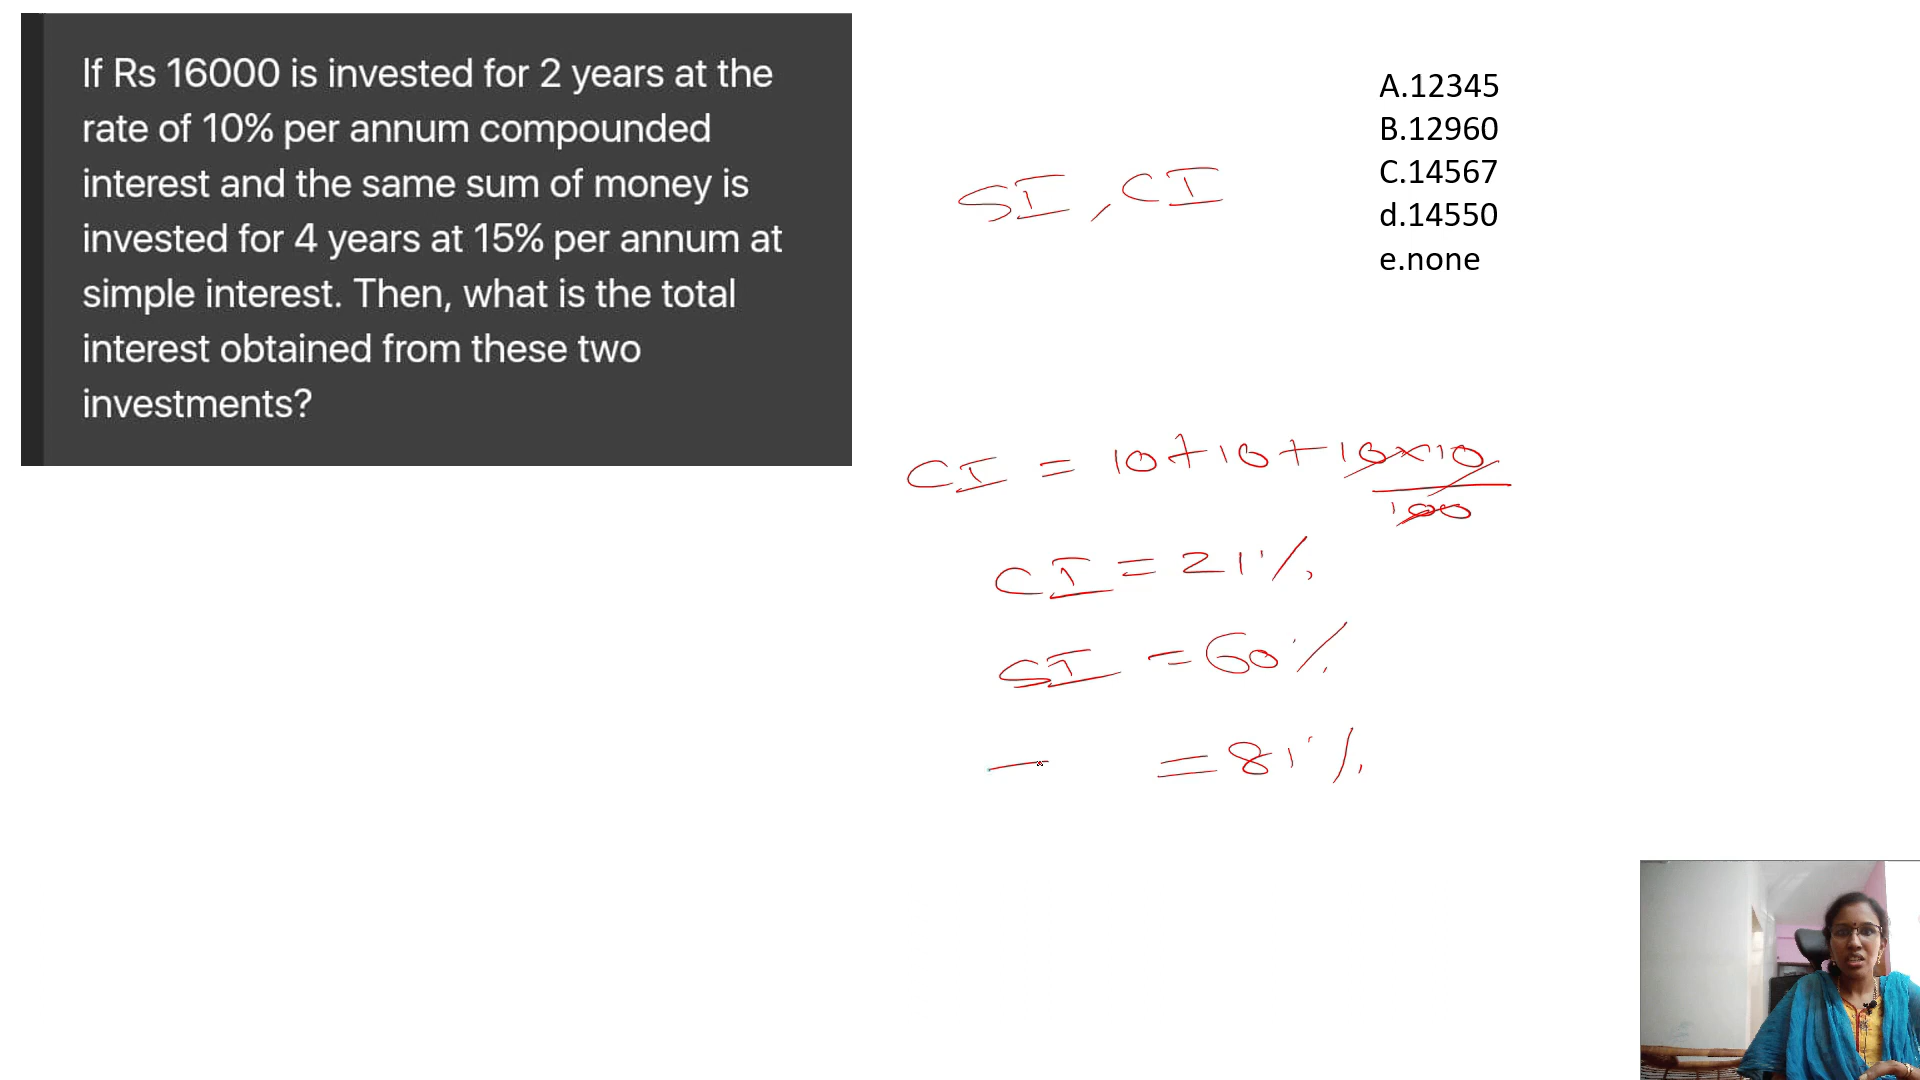 If Rs 16000 is invested for 2 years at the
rate of 10% per annum compounded
interest and the same sum of money is
invested for 4 years at 15% per annum at
simple interest. Then, what is the total
interest obtained from these two
investments?
A.12345
B.12960
C.14567
d.14550
e.none
SI, CI
CI = 10+10+10×10
100
CI = 21%
SI = 60%
— = 81%